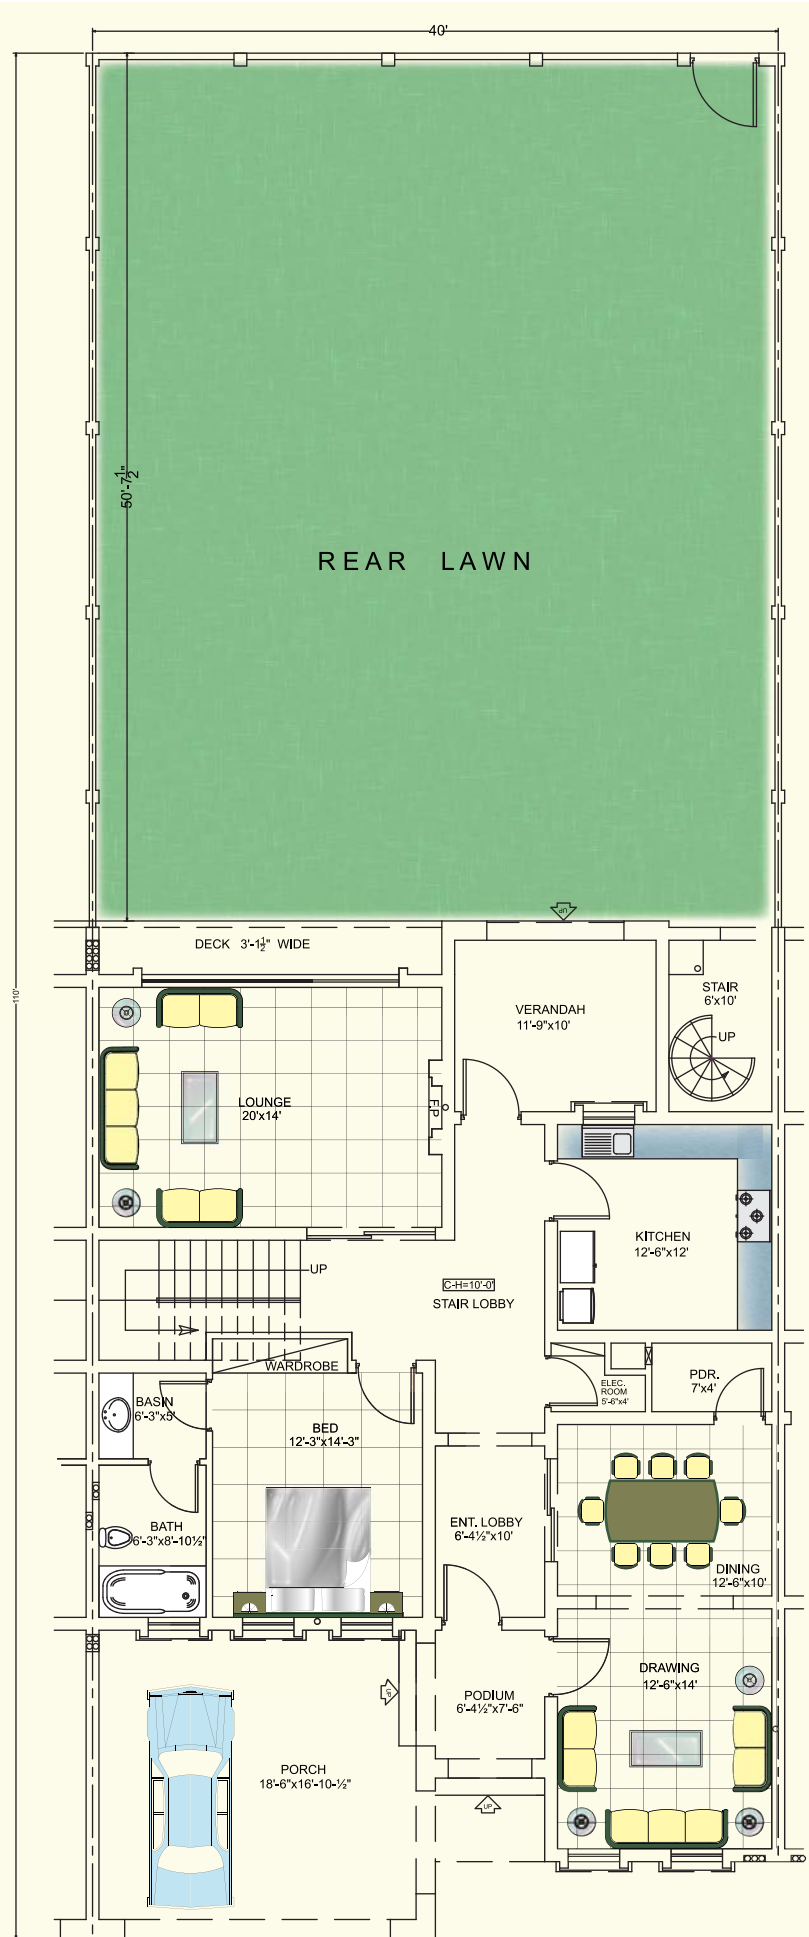 40'
110'
50'-7½"
REAR LAWN
UP
DECK 3'-1½" WIDE
STAIR
6'x10'
VERANDAH
11'-9"x10'
UP
LOUNGE
20'x14'
F.P
KITCHEN
12'-6"x12'
UP
C-H=10'-0"
STAIR LOBBY
WARDROBE
PDR.
7'x4'
ELEC.
ROOM
5'-6"x4'
BASIN
6'-3"x5'
BED
12'-3"x14'-3"
ENT. LOBBY
6'-4½"x10'
BATH
6'-3"x8'-10½"
DINING
12'-6"x10'
DRAWING
12'-6"x14'
PODIUM
6'-4½"x7'-6"
UP
PORCH
18'-6"x16'-10-½"
UP